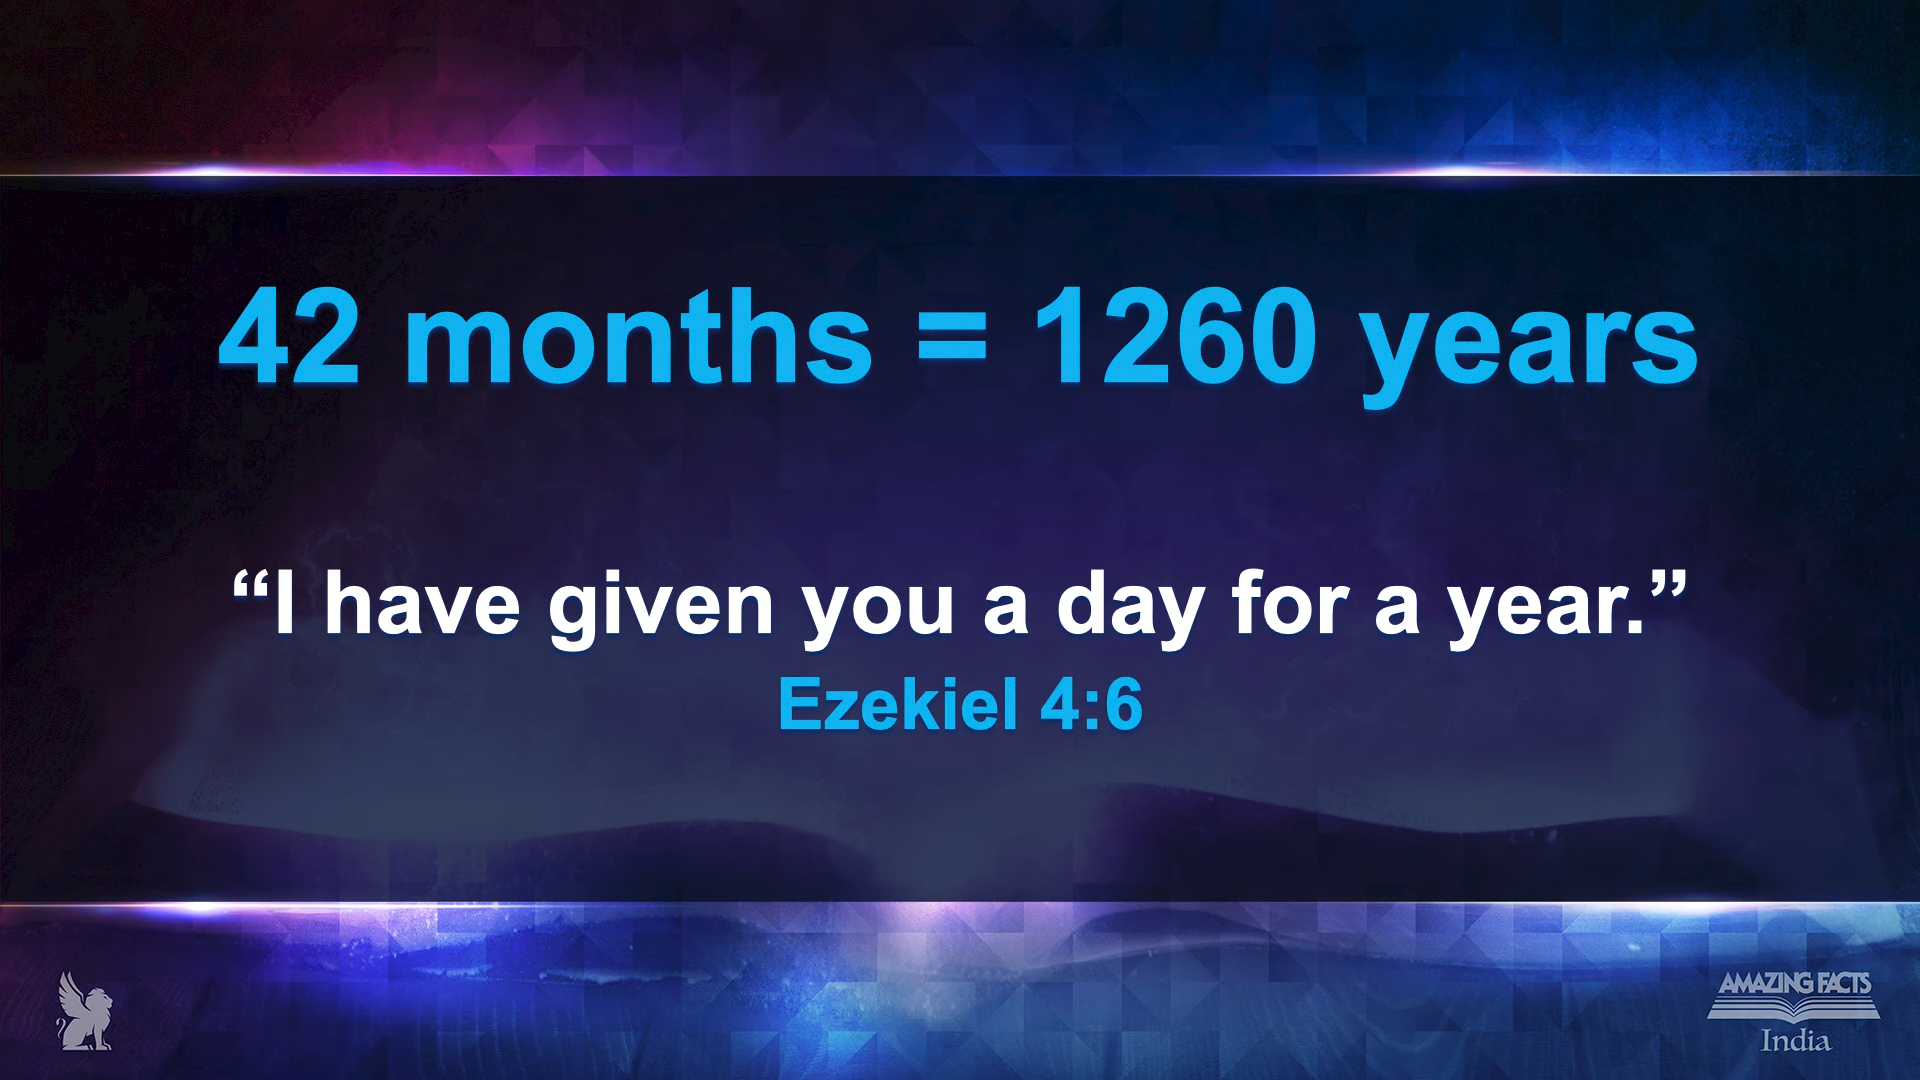 42 months = 1260 years
“I have given you a day for a year.”
Ezekiel 4:6
AMAZING FACTS
India